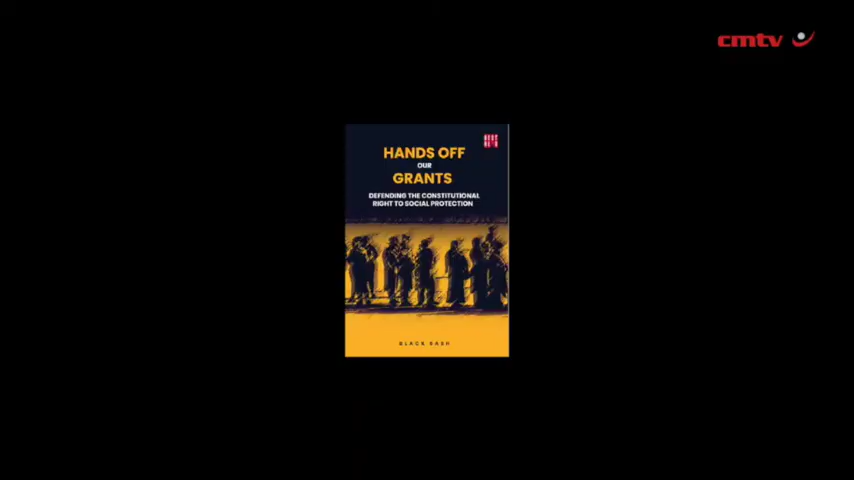 cmtv
HANDS OFF
OUR
GRANTS
DEFENDING THE CONSTITUTIONAL
RIGHT TO SOCIAL PROTECTION
BLACK SASH